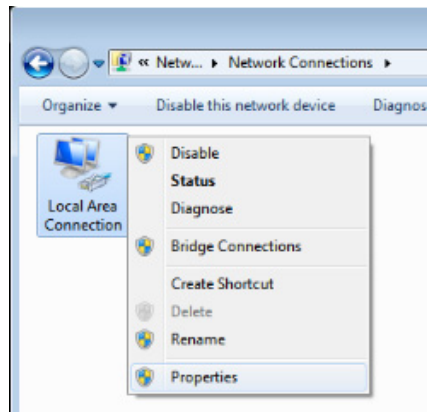 « Netw... ▸ Network Connections ▸
Organize ▾ Disable this network device Diagnos
Local Area
Connection
Disable
Status
Diagnose
Bridge Connections
Create Shortcut
Delete
Rename
Properties